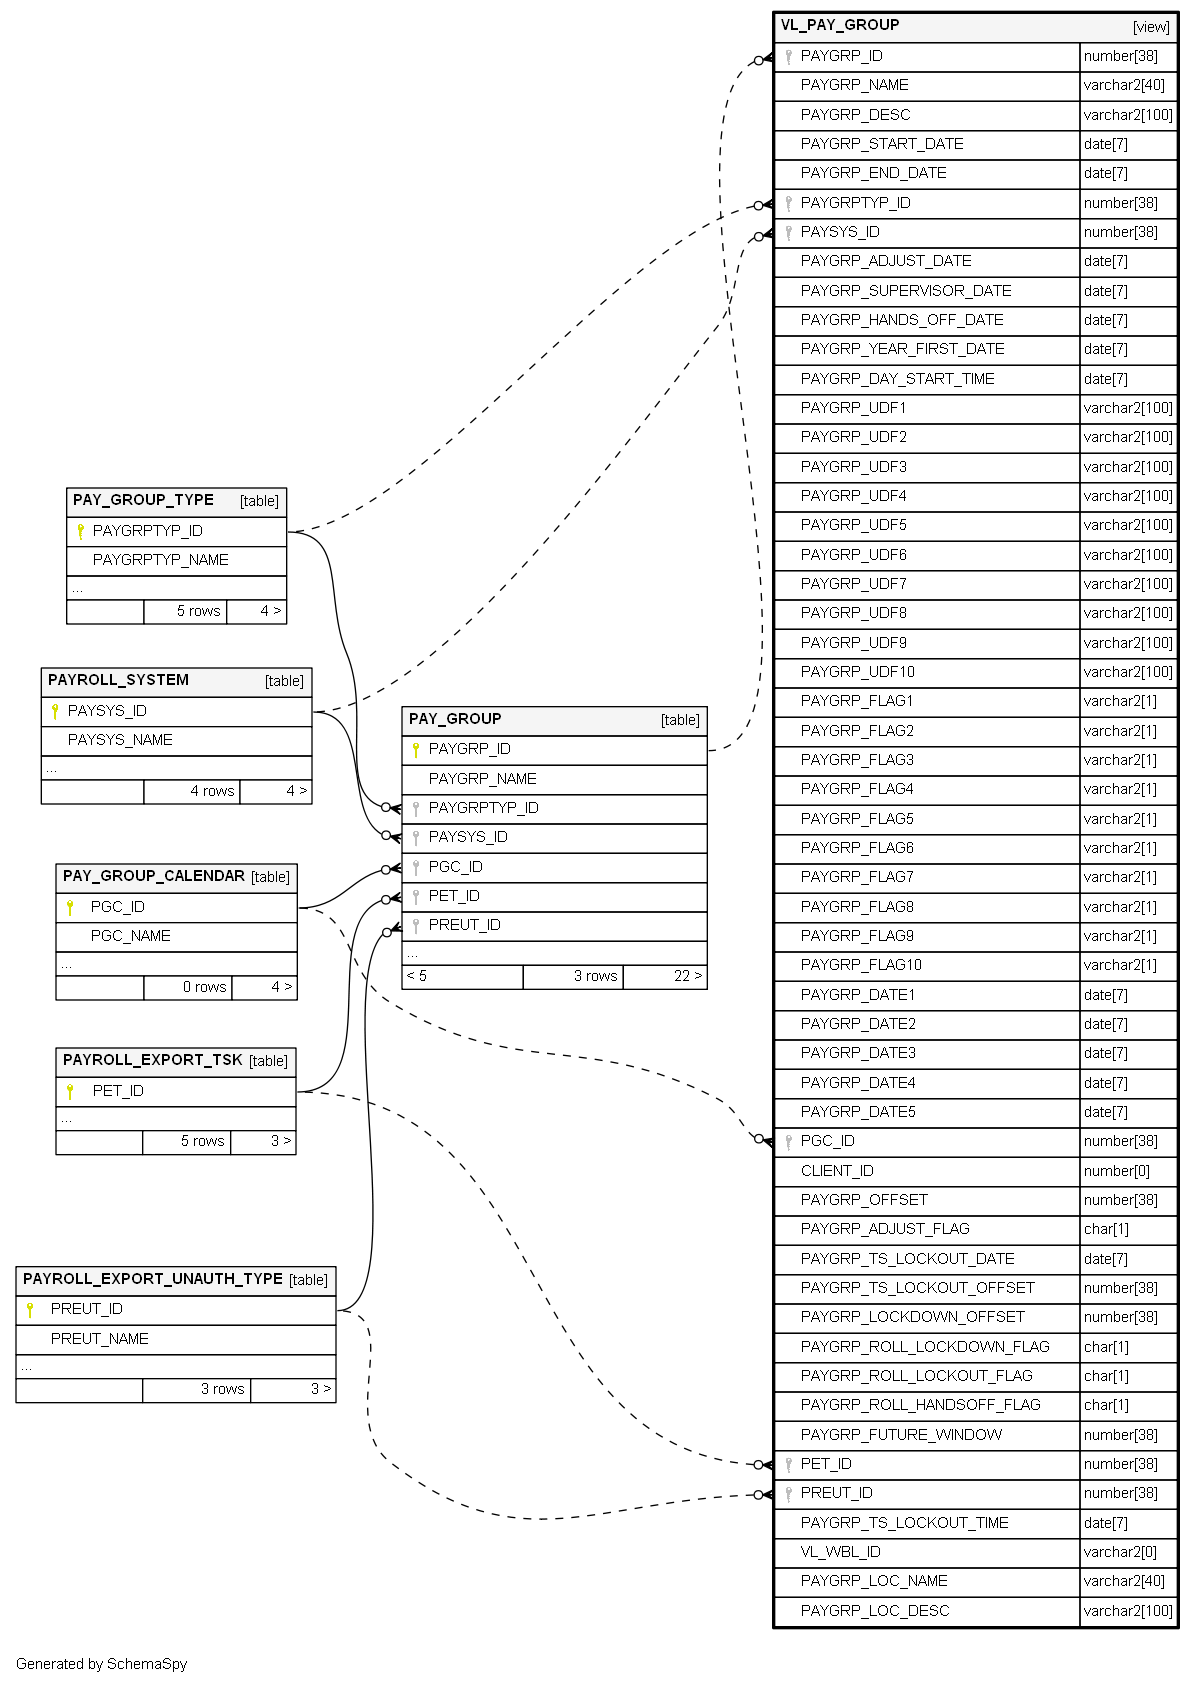 VL_PAY_GROUP [view]
PAYGRP_ID number[38]
PAYGRP_NAME varchar2[40]
PAYGRP_DESC varchar2[100]
PAYGRP_START_DATE date[7]
PAYGRP_END_DATE date[7]
PAYGRPTYP_ID number[38]
PAYSYS_ID number[38]
PAYGRP_ADJUST_DATE date[7]
PAYGRP_SUPERVISOR_DATE date[7]
PAYGRP_HANDS_OFF_DATE date[7]
PAYGRP_YEAR_FIRST_DATE date[7]
PAYGRP_DAY_START_TIME date[7]
PAYGRP_UDF1 varchar2[100]
PAYGRP_UDF2 varchar2[100]
PAYGRP_UDF3 varchar2[100]
PAYGRP_UDF4 varchar2[100]
PAYGRP_UDF5 varchar2[100]
PAYGRP_UDF6 varchar2[100]
PAYGRP_UDF7 varchar2[100]
PAYGRP_UDF8 varchar2[100]
PAYGRP_UDF9 varchar2[100]
PAYGRP_UDF10 varchar2[100]
PAYGRP_FLAG1 varchar2[1]
PAYGRP_FLAG2 varchar2[1]
PAYGRP_FLAG3 varchar2[1]
PAYGRP_FLAG4 varchar2[1]
PAYGRP_FLAG5 varchar2[1]
PAYGRP_FLAG6 varchar2[1]
PAYGRP_FLAG7 varchar2[1]
PAYGRP_FLAG8 varchar2[1]
PAYGRP_FLAG9 varchar2[1]
PAYGRP_FLAG10 varchar2[1]
PAYGRP_DATE1 date[7]
PAYGRP_DATE2 date[7]
PAYGRP_DATE3 date[7]
PAYGRP_DATE4 date[7]
PAYGRP_DATE5 date[7]
PGC_ID number[38]
CLIENT_ID number[0]
PAYGRP_OFFSET number[38]
PAYGRP_ADJUST_FLAG char[1]
PAYGRP_TS_LOCKOUT_DATE date[7]
PAYGRP_TS_LOCKOUT_OFFSET number[38]
PAYGRP_LOCKDOWN_OFFSET number[38]
PAYGRP_ROLL_LOCKDOWN_FLAG char[1]
PAYGRP_ROLL_LOCKOUT_FLAG char[1]
PAYGRP_ROLL_HANDSOFF_FLAG char[1]
PAYGRP_FUTURE_WINDOW number[38]
PET_ID number[38]
PREUT_ID number[38]
PAYGRP_TS_LOCKOUT_TIME date[7]
VL_WBL_ID varchar2[0]
PAYGRP_LOC_NAME varchar2[40]
PAYGRP_LOC_DESC varchar2[100]
PAY_GROUP_TYPE [table]
PAYGRPTYP_ID
PAYGRPTYP_NAME
...
5 rows 4 >
PAYROLL_SYSTEM [table]
PAYSYS_ID
PAYSYS_NAME
...
4 rows 4 >
PAY_GROUP [table]
PAYGRP_ID
PAYGRP_NAME
PAYGRPTYP_ID
PAYSYS_ID
PGC_ID
PET_ID
PREUT_ID
...
< 5 3 rows 22 >
PAY_GROUP_CALENDAR [table]
PGC_ID
PGC_NAME
...
0 rows 4 >
PAYROLL_EXPORT_TSK [table]
PET_ID
...
5 rows 3 >
PAYROLL_EXPORT_UNAUTH_TYPE [table]
PREUT_ID
PREUT_NAME
...
3 rows 3 >
Generated by SchemaSpy